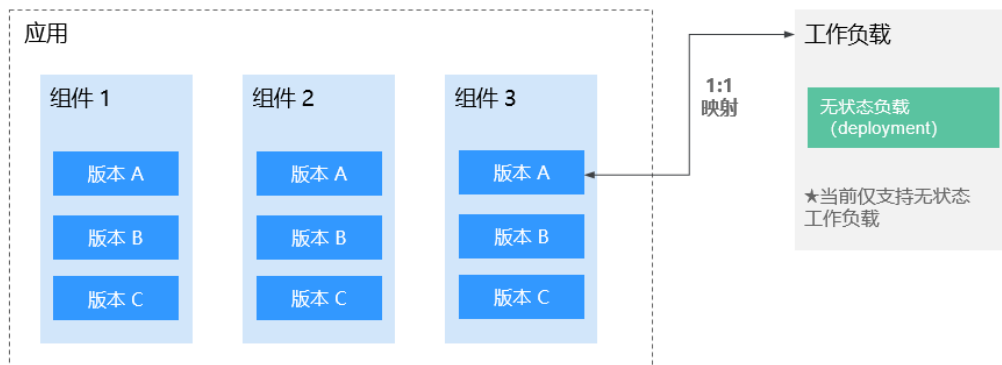 应用
组件 1
版本 A
版本 B
版本 C
组件 2
版本 A
版本 B
版本 C
组件 3
版本 A
版本 B
版本 C
1:1
映射
工作负载
无状态负载
（deployment）
★当前仅支持无状态
工作负载